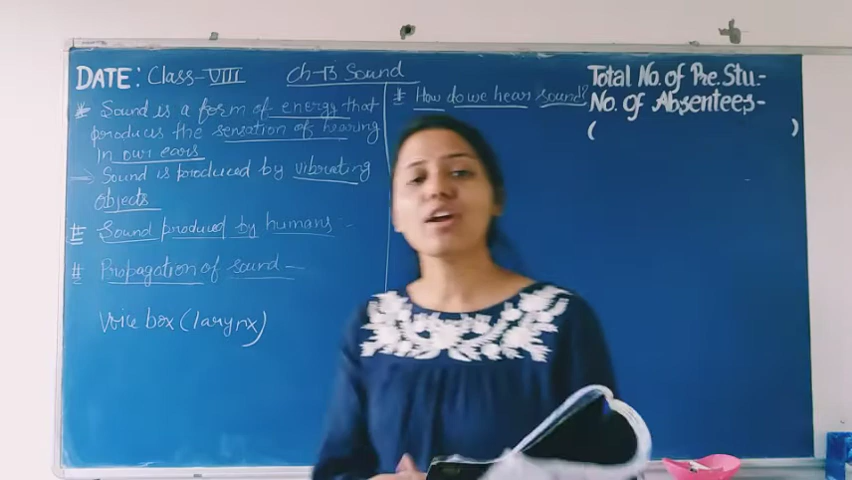 DATE: Class-VIII Ch-13 Sound
* Sound is a form of energy that
produces the sensation of hearing
in our ears
→ Sound is produced by vibrating
objects
# Sound produced by humans :-
# Propagation of sound -
Voice box (larynx)
# How do we hear sound?
Total No. of Pre. Stu.-
No. of Absentees-
( )